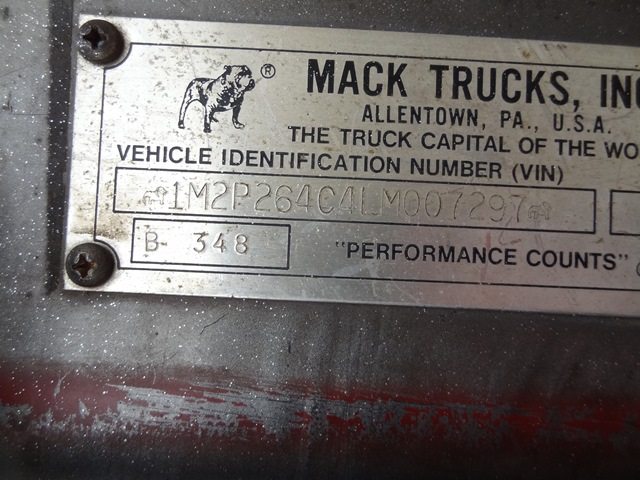 ®
MACK TRUCKS, INC
ALLENTOWN, PA., U.S.A.
THE TRUCK CAPITAL OF THE WO
VEHICLE IDENTIFICATION NUMBER (VIN)
1M2P264C4LM007297
B 348
"PERFORMANCE COUNTS"